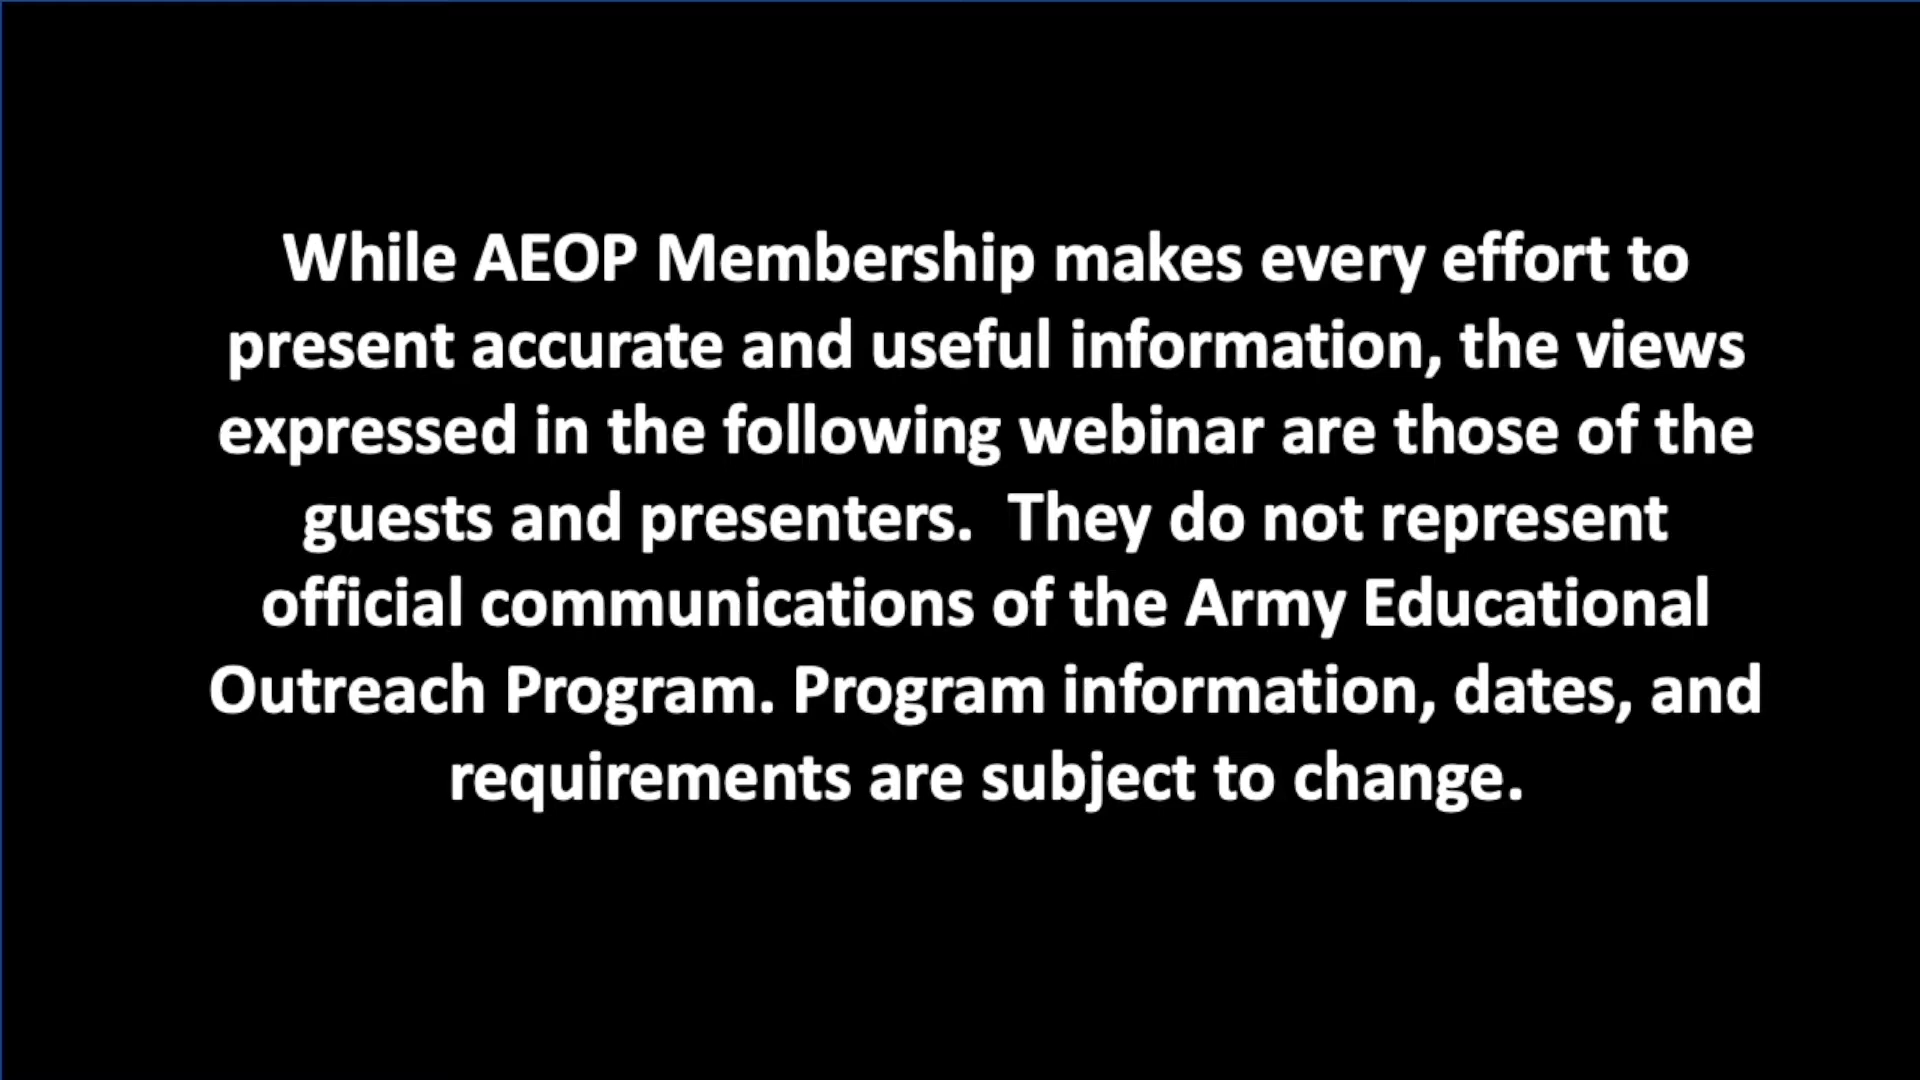 While AEOP Membership makes every effort to
present accurate and useful information, the views
expressed in the following webinar are those of the
guests and presenters.  They do not represent
official communications of the Army Educational
Outreach Program. Program information, dates, and
requirements are subject to change.